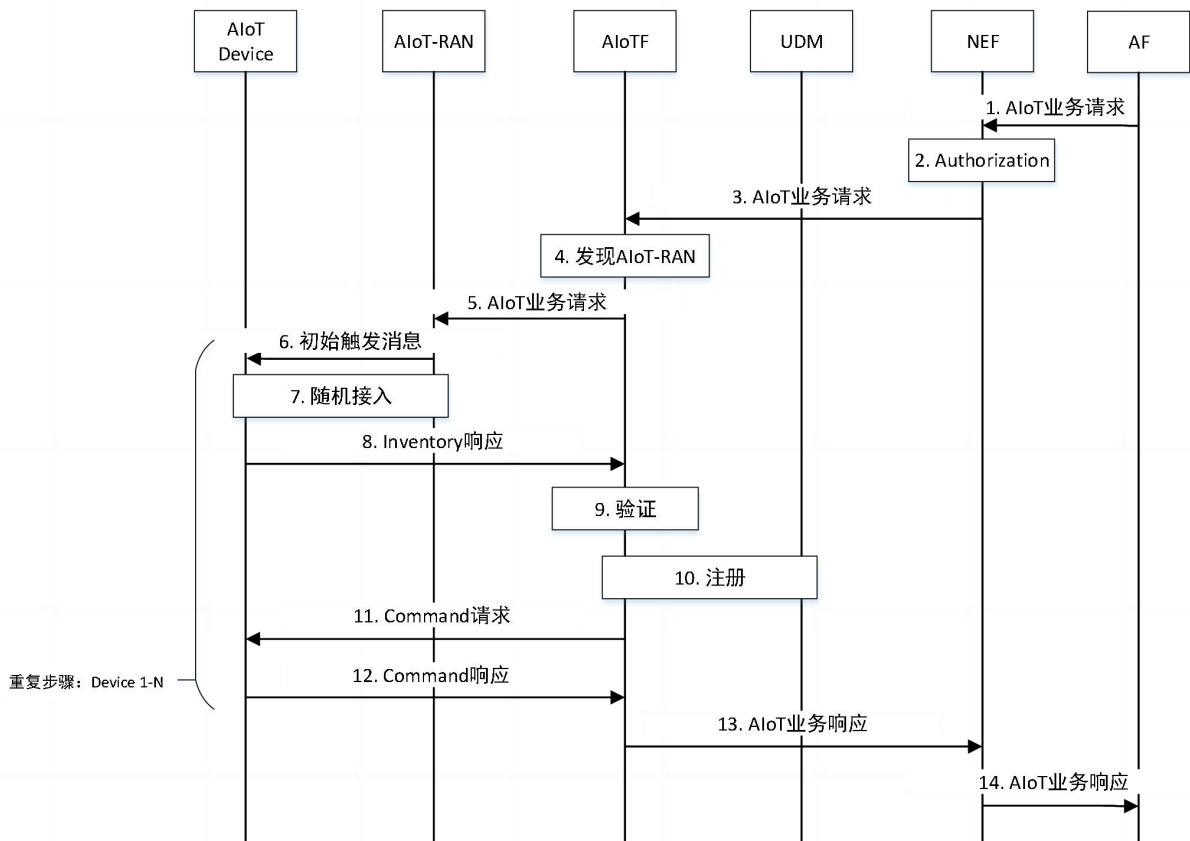 AIoT
Device
AIoT-RAN
AIoTF
UDM
NEF
AF
1. AIoT业务请求
2. Authorization
3. AIoT业务请求
4. 发现AIoT-RAN
5. AIoT业务请求
6. 初始触发消息
7. 随机接入
8. Inventory响应
9. 验证
10. 注册
11. Command请求
12. Command响应
重复步骤：Device 1-N
13. AIoT业务响应
14. AIoT业务响应